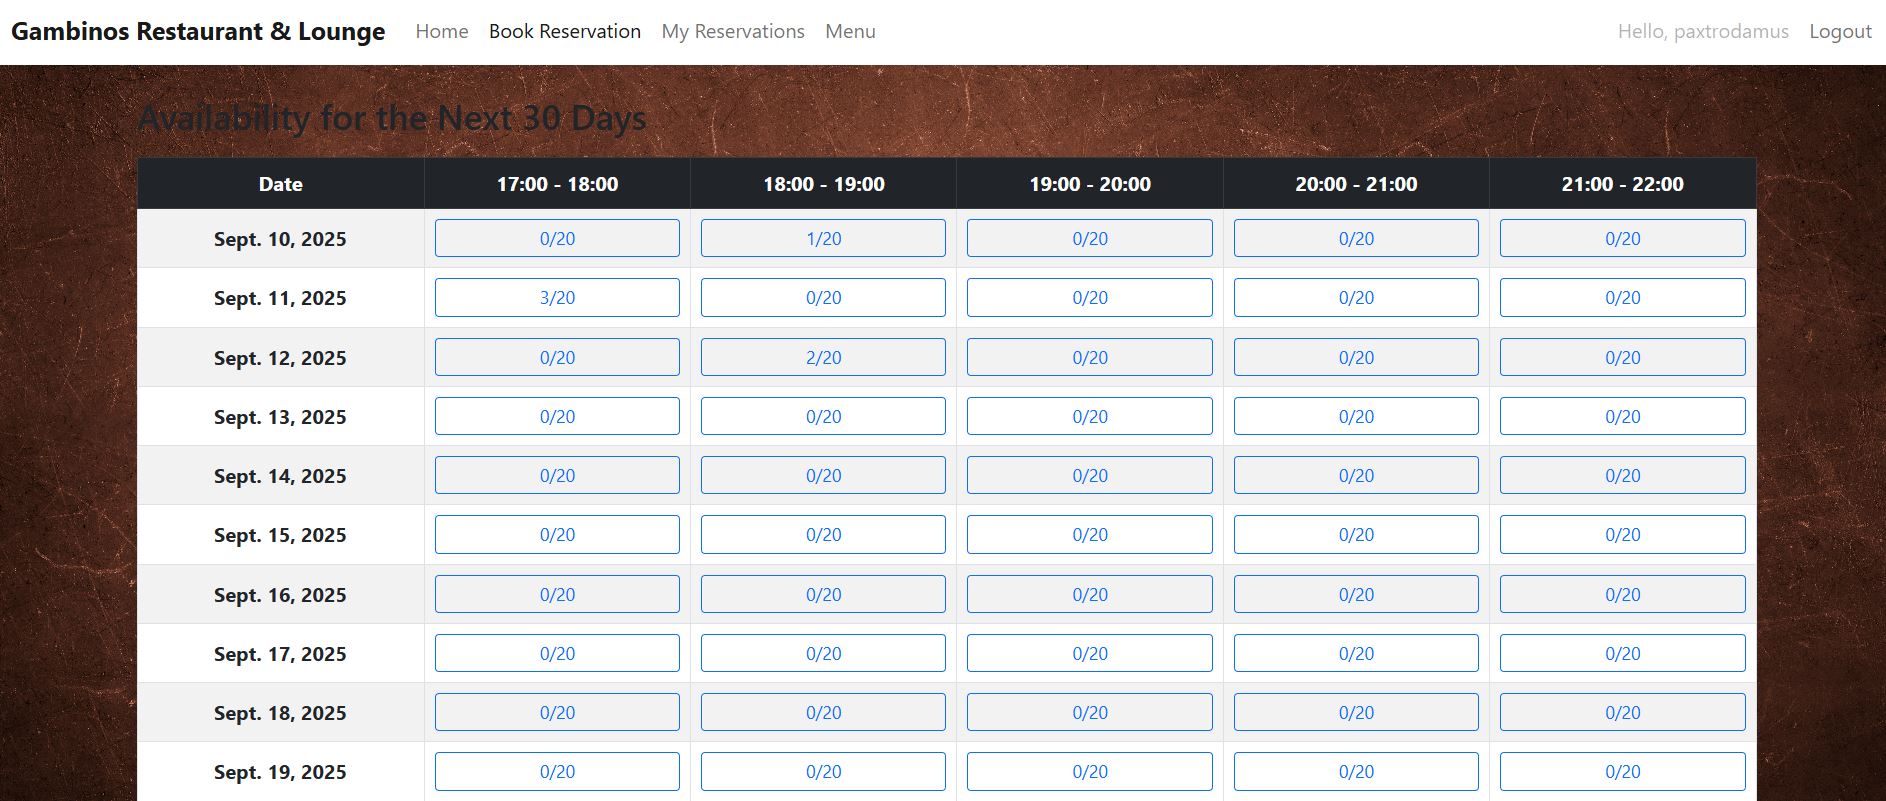 Gambinos Restaurant & Lounge Home Book Reservation My Reservations Menu Hello, paxtrodamus Logout
Availability for the Next 30 Days
Date 17:00 - 18:00 18:00 - 19:00 19:00 - 20:00 20:00 - 21:00 21:00 - 22:00
Sept. 10, 2025 0/20 1/20 0/20 0/20 0/20
Sept. 11, 2025 3/20 0/20 0/20 0/20 0/20
Sept. 12, 2025 0/20 2/20 0/20 0/20 0/20
Sept. 13, 2025 0/20 0/20 0/20 0/20 0/20
Sept. 14, 2025 0/20 0/20 0/20 0/20 0/20
Sept. 15, 2025 0/20 0/20 0/20 0/20 0/20
Sept. 16, 2025 0/20 0/20 0/20 0/20 0/20
Sept. 17, 2025 0/20 0/20 0/20 0/20 0/20
Sept. 18, 2025 0/20 0/20 0/20 0/20 0/20
Sept. 19, 2025 0/20 0/20 0/20 0/20 0/20